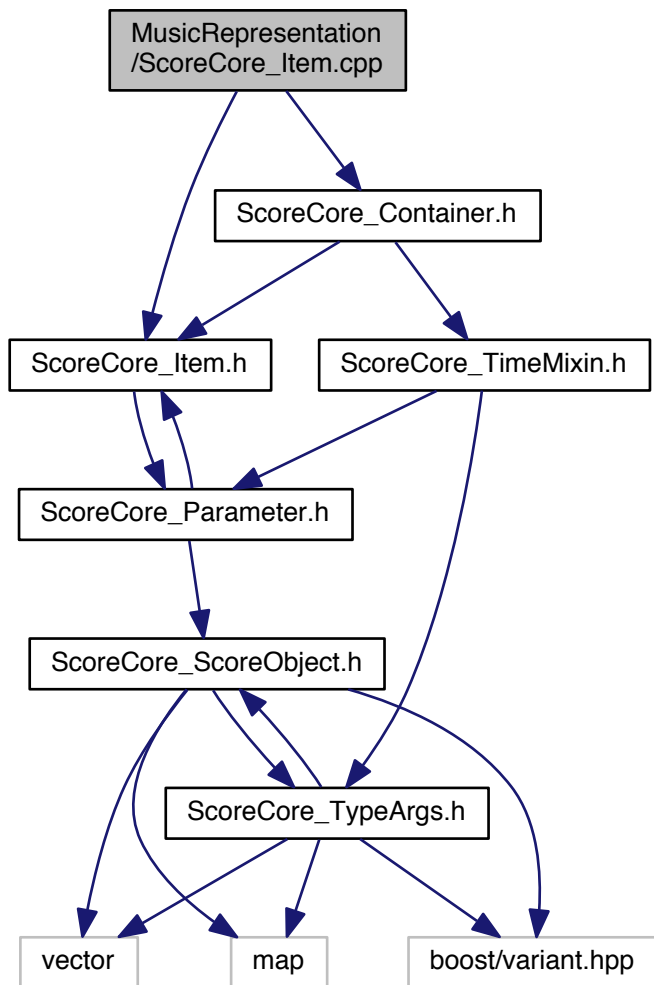 MusicRepresentation
/ScoreCore_Item.cpp
ScoreCore_Container.h
ScoreCore_Item.h
ScoreCore_TimeMixin.h
ScoreCore_Parameter.h
ScoreCore_ScoreObject.h
ScoreCore_TypeArgs.h
vector
map
boost/variant.hpp